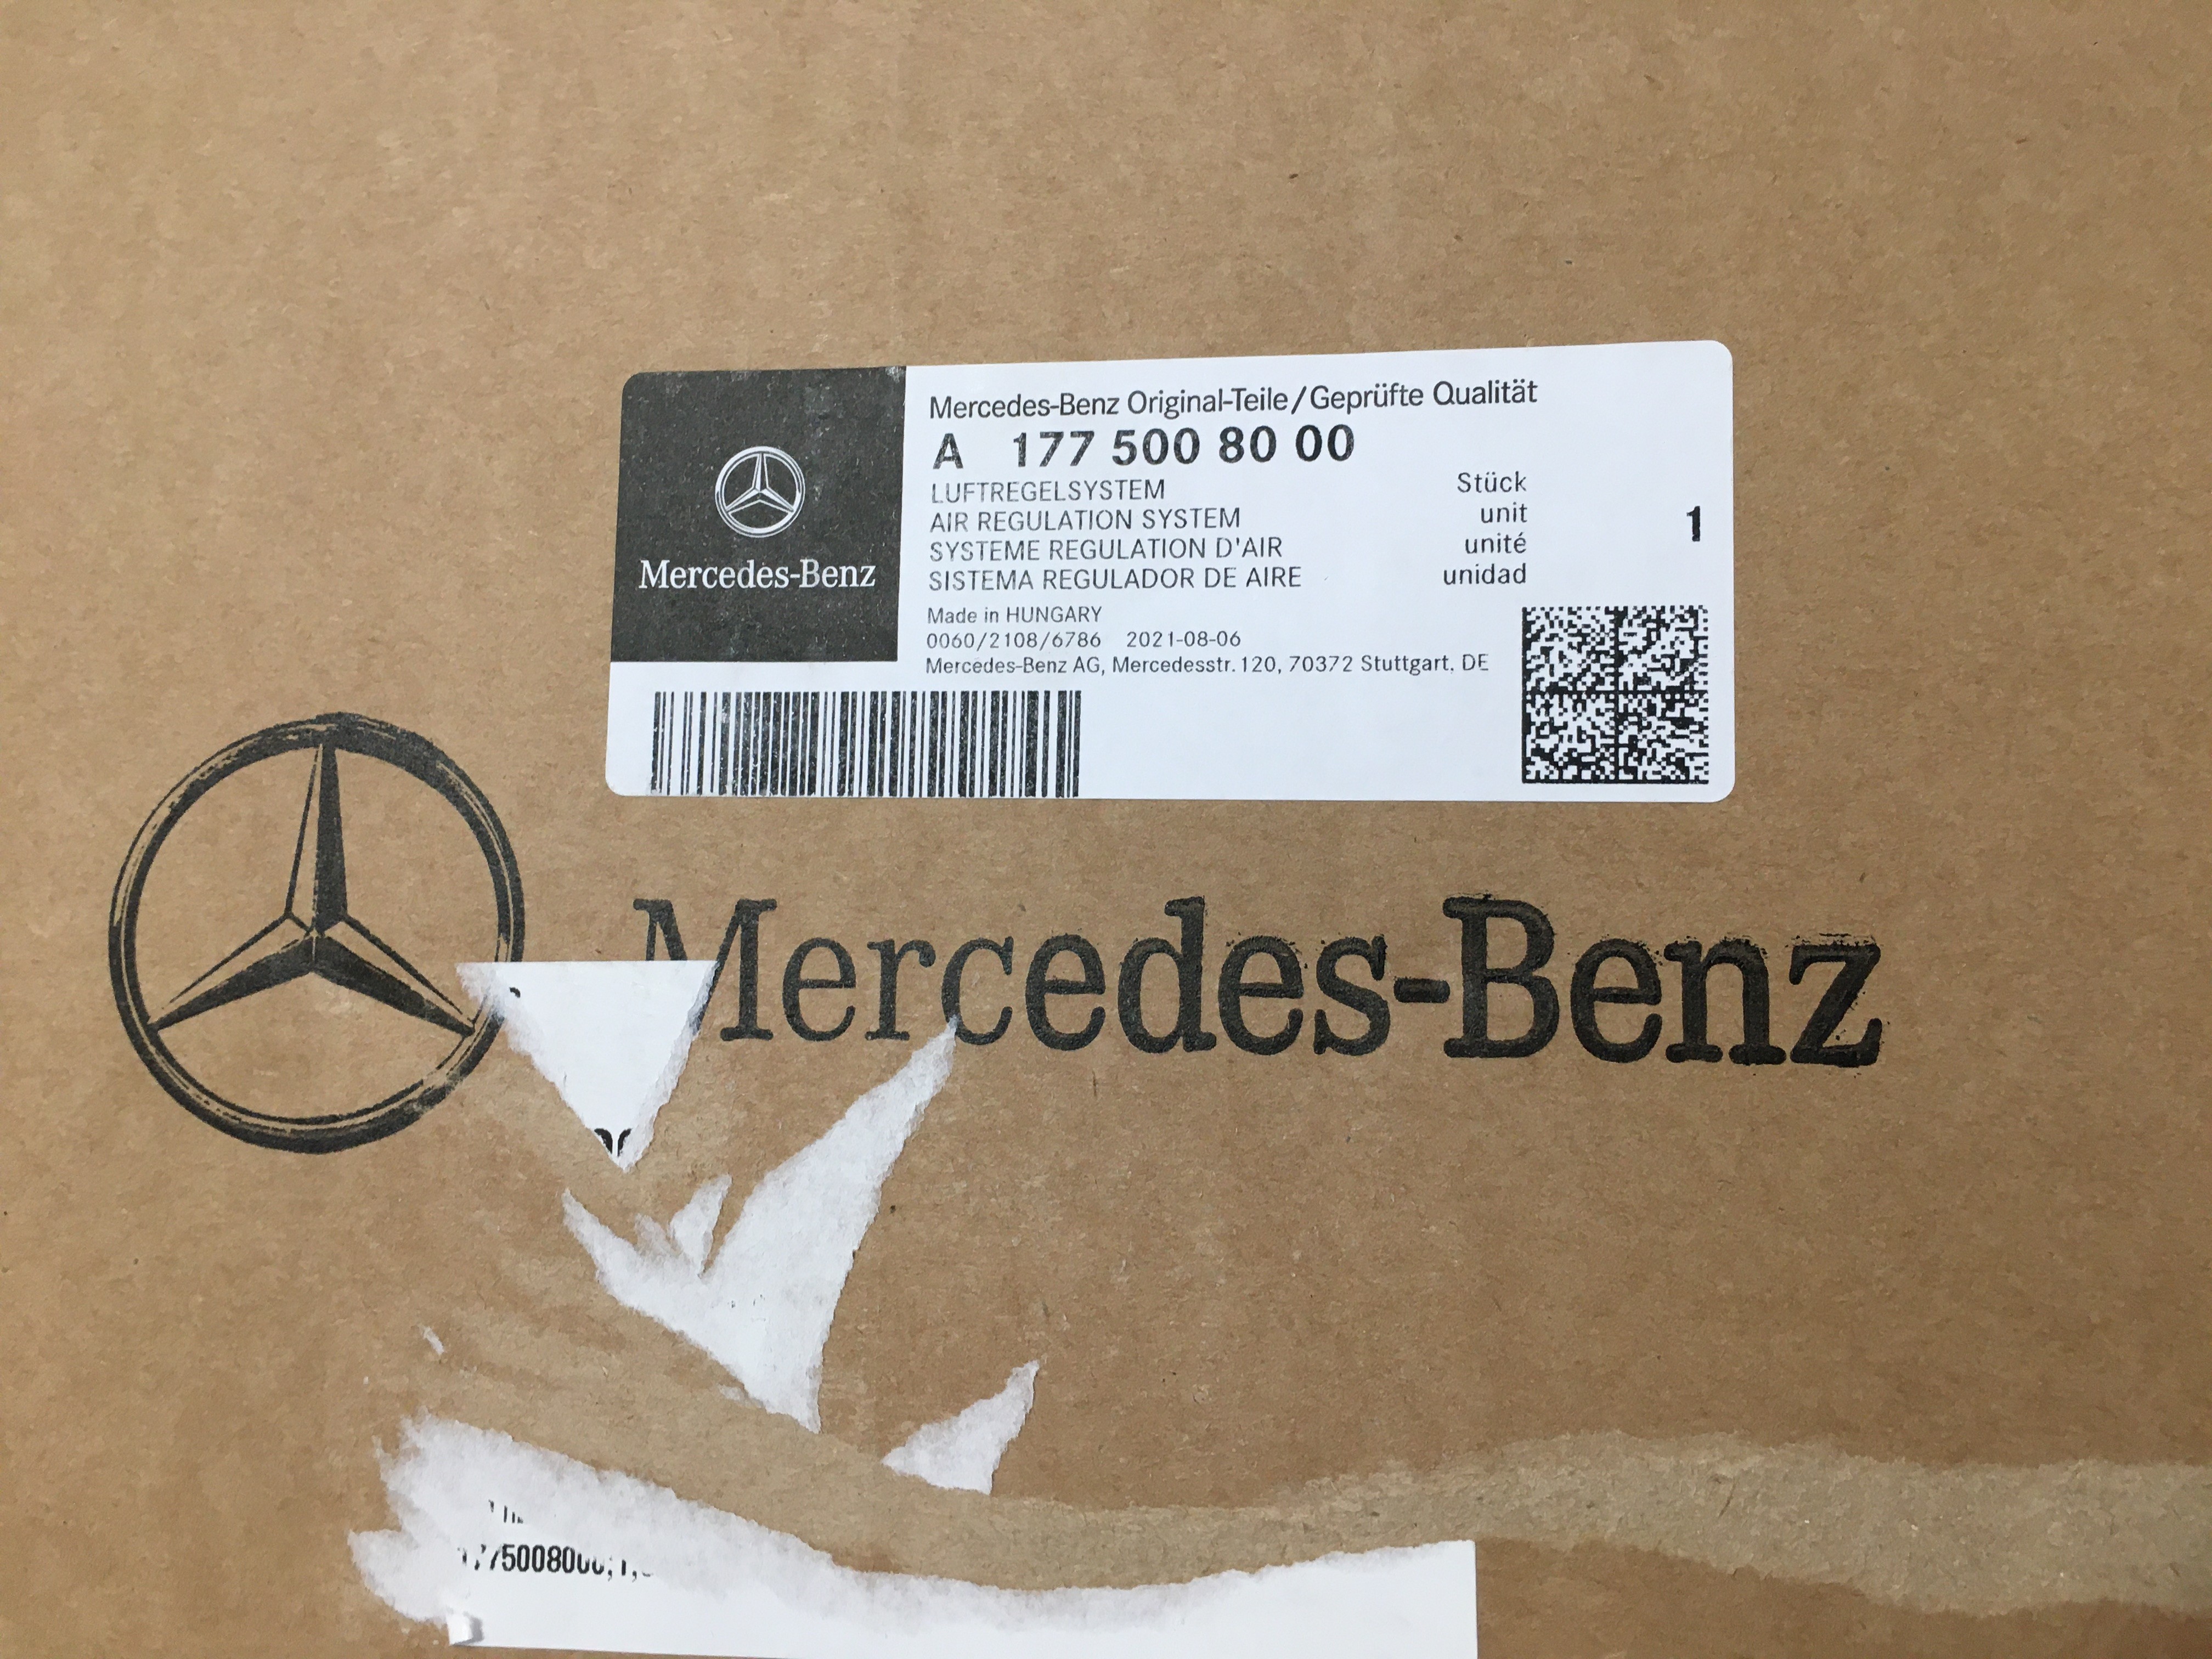 Mercedes-Benz Original-Teile/Geprüfte Qualität
A 177 500 80 00
LUFTREGELSYSTEM Stück
AIR REGULATION SYSTEM unit 1
SYSTEME REGULATION D'AIR unité
SISTEMA REGULADOR DE AIRE unidad
Mercedes-Benz
Made in HUNGARY
0060/2108/6786 2021-08-06
Mercedes-Benz AG, Mercedesstr. 120, 70372 Stuttgart, DE
Mercedes-Benz